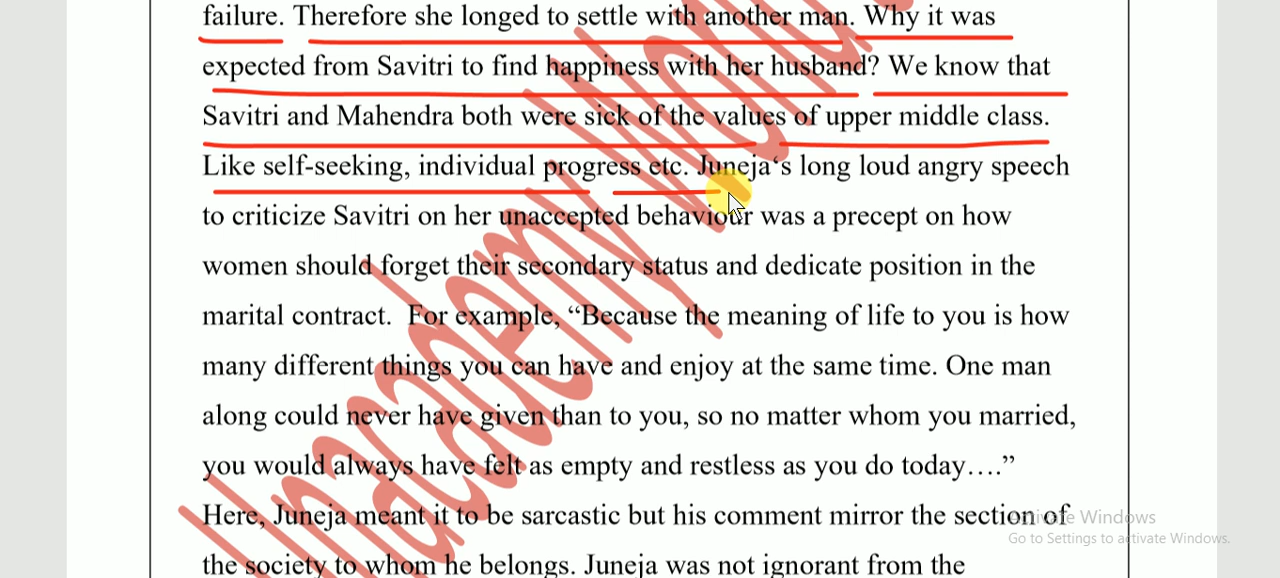 failure. Therefore she longed to settle with another man. Why it was
expected from Savitri to find happiness with her husband? We know that
Savitri and Mahendra both were sick of the values of upper middle class.
Like self-seeking, individual progress etc. Juneja‘s long loud angry speech
to criticize Savitri on her unaccepted behaviour was a precept on how
women should forget their secondary status and dedicate position in the
marital contract.  For example, “Because the meaning of life to you is how
many different things you can have and enjoy at the same time. One man
along could never have given than to you, so no matter whom you married,
you would always have felt as empty and restless as you do today….”
Here, Juneja meant it to be sarcastic but his comment mirror the section of
the society to whom he belongs. Juneja was not ignorant from the
Unacademy
Activate Windows
Go to Settings to activate Windows.